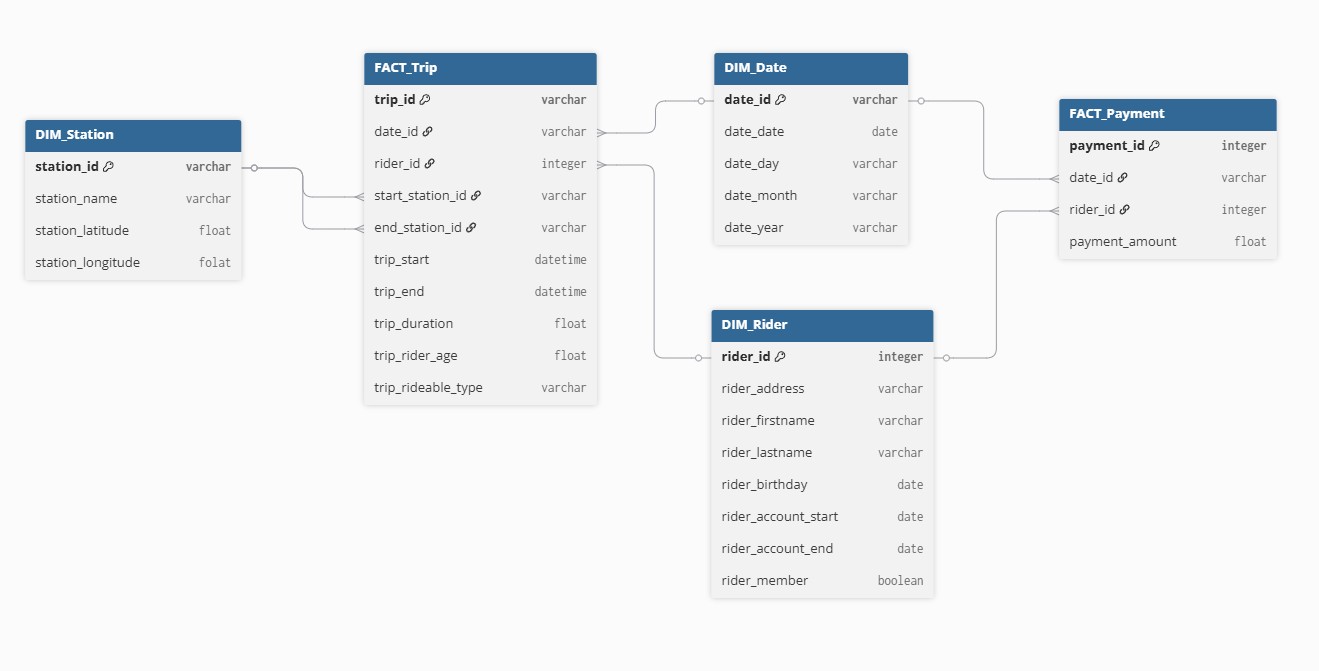 DIM_Station
station_id varchar
station_name varchar
station_latitude float
station_longitude folat
FACT_Trip
trip_id varchar
date_id varchar
rider_id integer
start_station_id varchar
end_station_id varchar
trip_start datetime
trip_end datetime
trip_duration float
trip_rider_age float
trip_rideable_type varchar
DIM_Date
date_id varchar
date_date date
date_day varchar
date_month varchar
date_year varchar
DIM_Rider
rider_id integer
rider_address varchar
rider_firstname varchar
rider_lastname varchar
rider_birthday date
rider_account_start date
rider_account_end date
rider_member boolean
FACT_Payment
payment_id integer
date_id varchar
rider_id integer
payment_amount float